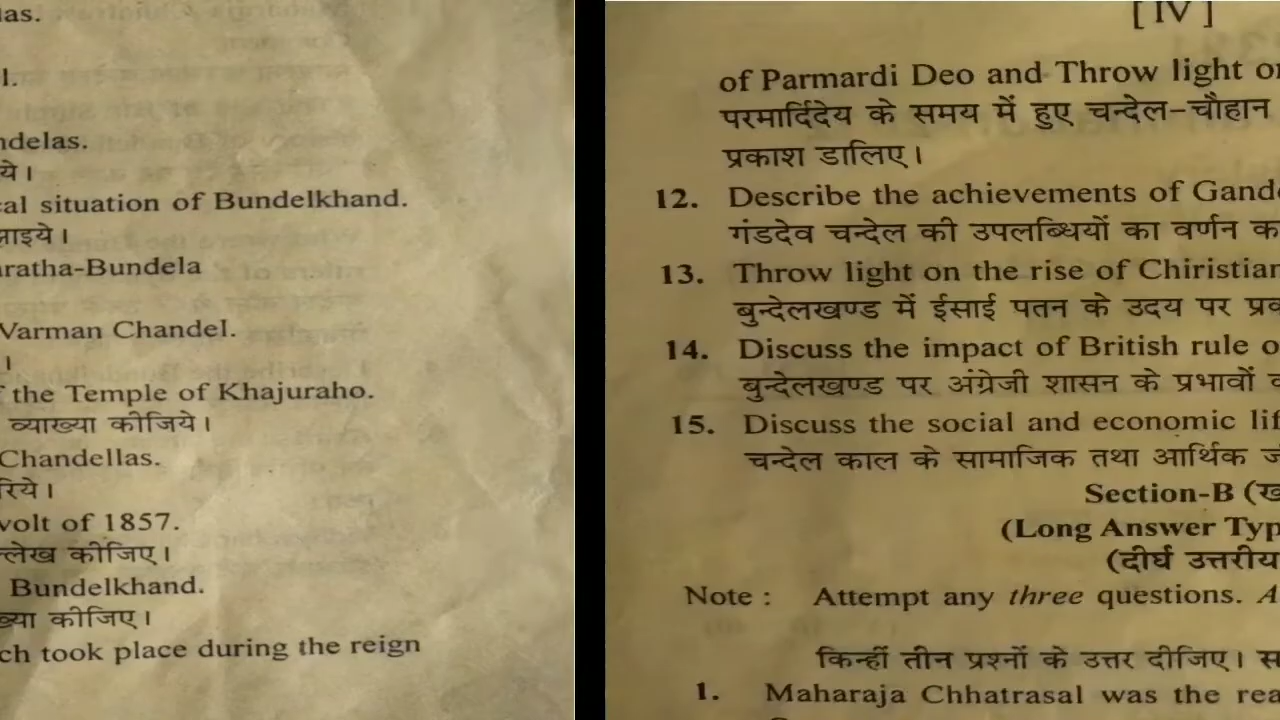 las.
l.
ndelas.
ये।
cal situation of Bundelkhand.
नाइये।
aratha-Bundela
Varman Chandel.
।
f the Temple of Khajuraho.
व्याख्या कीजिये।
Chandellas.
रिये।
volt of 1857.
ल्लेख कीजिए।
Bundelkhand.
ख्या कीजिए।
ch took place during the reign
[ IV ]
of Parmardi Deo and Throw light on
परमार्दिदेय के समय में हुए चन्देल-चौहान
प्रकाश डालिए।
12. Describe the achievements of Gande
गंडदेव चन्देल की उपलब्धियों का वर्णन क
13. Throw light on the rise of Chiristian
बुन्देलखण्ड में ईसाई पतन के उदय पर प्रक
14. Discuss the impact of British rule o
बुन्देलखण्ड पर अंग्रेजी शासन के प्रभावों क
15. Discuss the social and economic lif
चन्देल काल के सामाजिक तथा आर्थिक ज
Section-B (ख
(Long Answer Typ
(दीर्घ उत्तरीय
Note : Attempt any three questions. A
किन्हीं तीन प्रश्नों के उत्तर दीजिए। स
1. Maharaja Chhatrasal was the rea